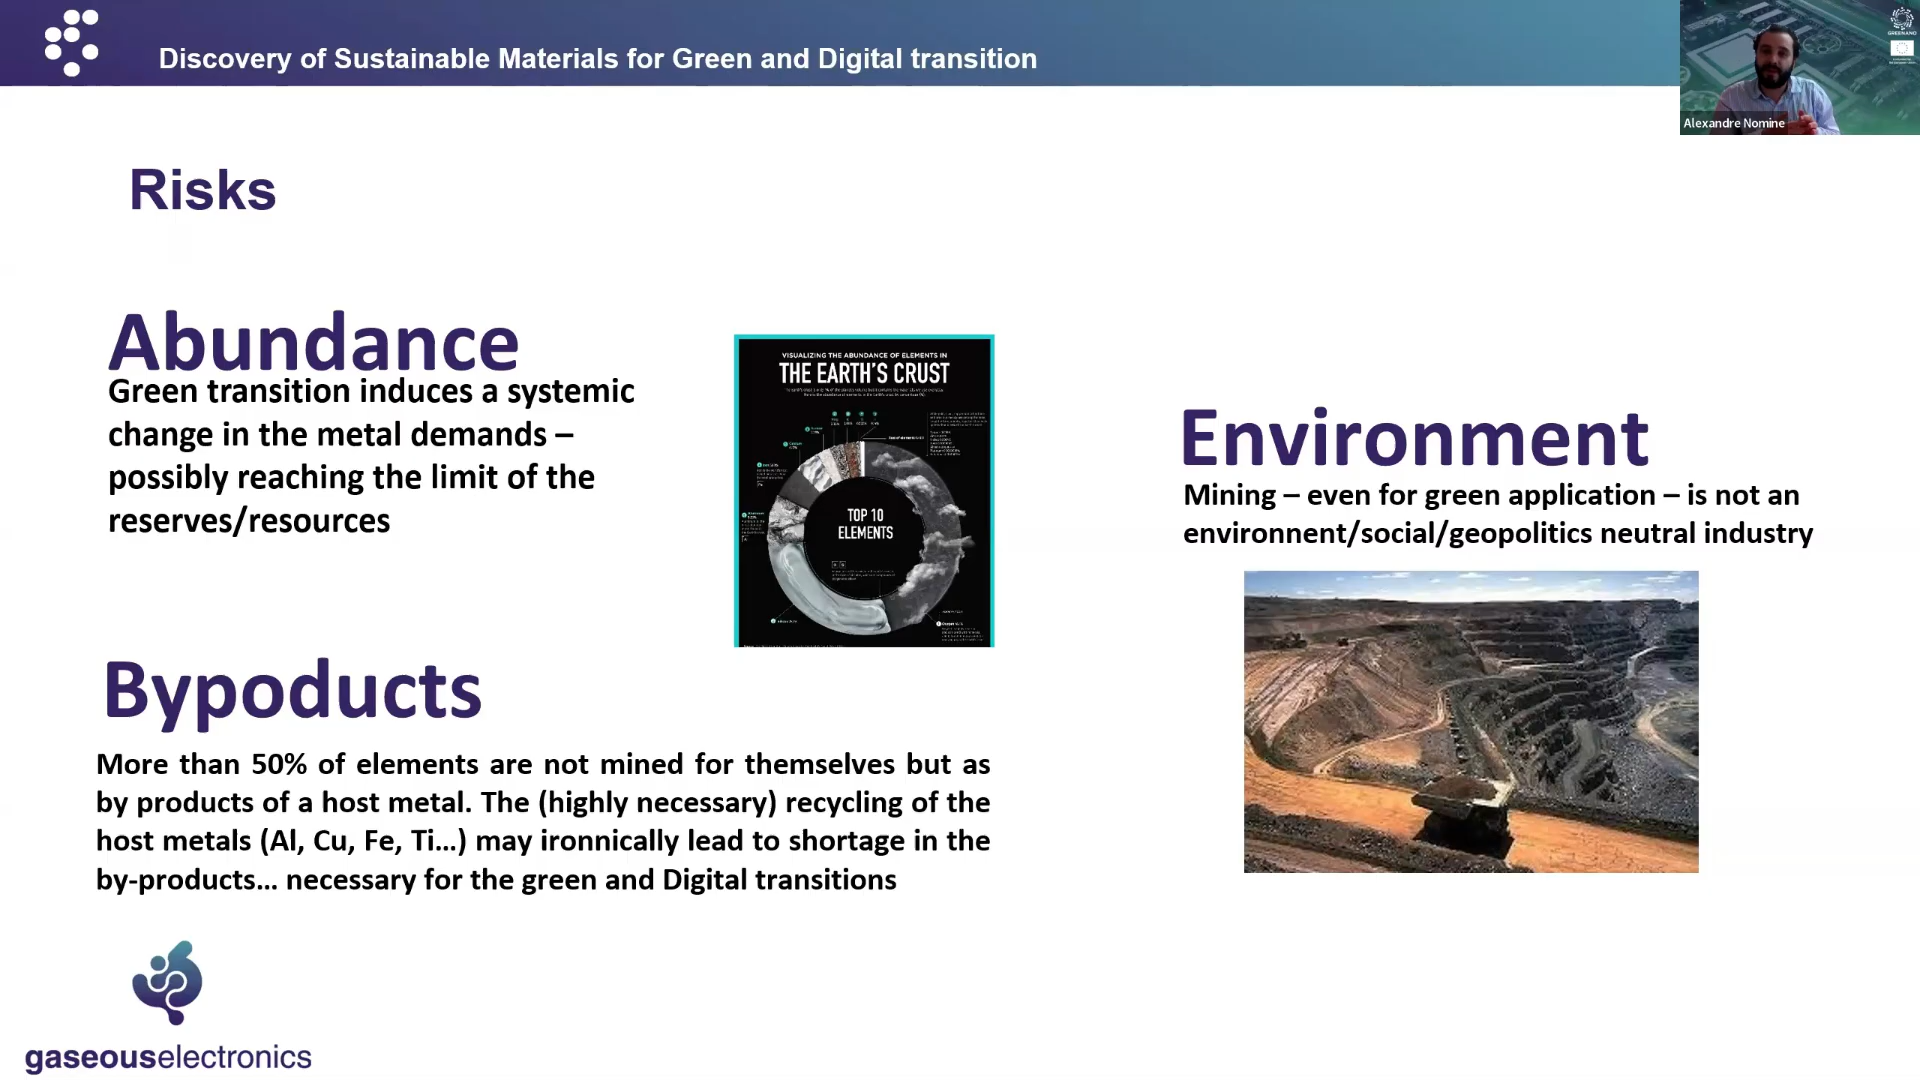 Discovery of Sustainable Materials for Green and Digital transition
Alexandre Nomine
Risks
Abundance
Green transition induces a systemic
change in the metal demands –
possibly reaching the limit of the
reserves/resources
VISUALIZING THE ABUNDANCE OF ELEMENTS IN
THE EARTH'S CRUST
TOP 10
ELEMENTS
Environment
Mining – even for green application – is not an
environnent/social/geopolitics neutral industry
Bypoducts
More than 50% of elements are not mined for themselves but as
by products of a host metal. The (highly necessary) recycling of the
host metals (Al, Cu, Fe, Ti...) may ironnically lead to shortage in the
by-products... necessary for the green and Digital transitions
gaseouselectronics